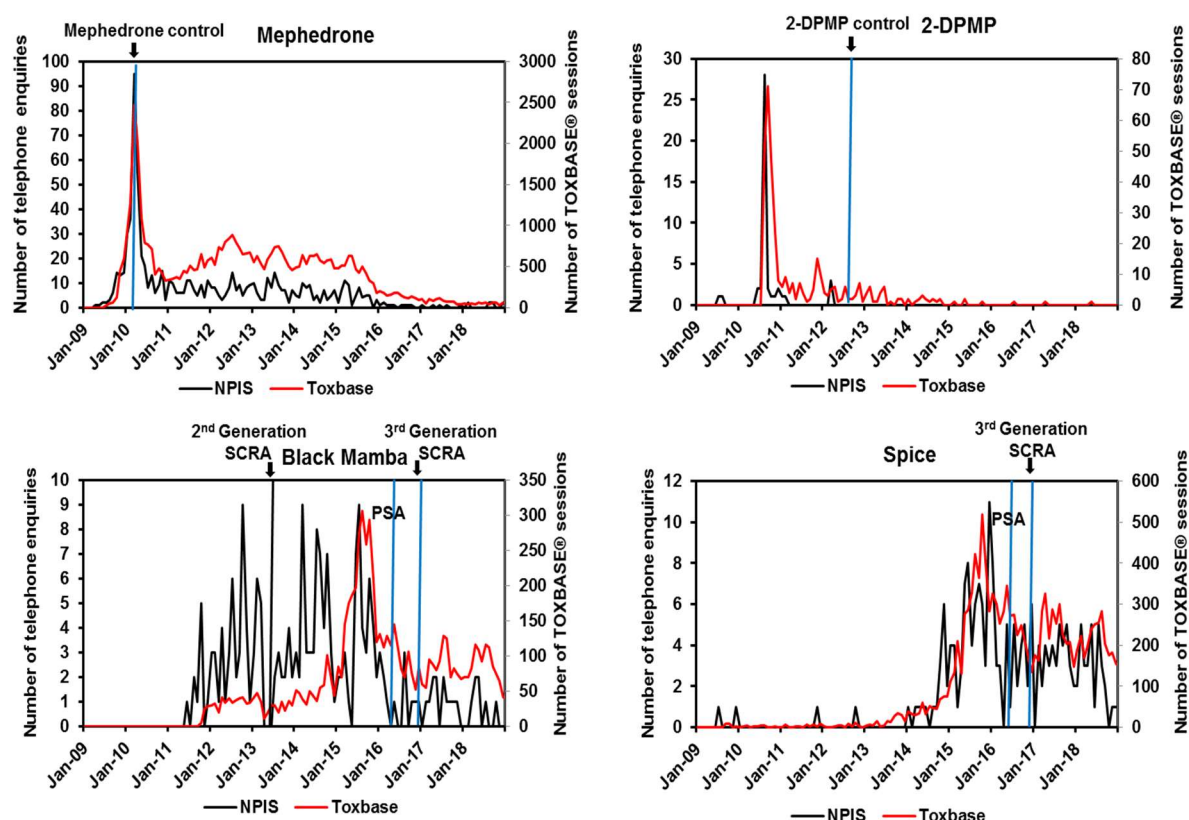 Mephedrone control
Mephedrone
Number of telephone enquiries
100
90
80
70
60
50
40
30
20
10
0
3000
2500
2000
1500
1000
500
0
Number of TOXBASE® sessions
Jan-09
Jan-10
Jan-11
Jan-12
Jan-13
Jan-14
Jan-15
Jan-16
Jan-17
Jan-18
NPIS
Toxbase
2-DPMP control
2-DPMP
Number of telephone enquiries
30
25
20
15
10
5
0
80
70
60
50
40
30
20
10
0
Number of TOXBASE® sessions
Jan-09
Jan-10
Jan-11
Jan-12
Jan-13
Jan-14
Jan-15
Jan-16
Jan-17
Jan-18
NPIS
Toxbase
2nd Generation
SCRA
Black Mamba
3rd Generation
SCRA
PSA
Number of telephone enquiries
10
9
8
7
6
5
4
3
2
1
0
350
300
250
200
150
100
50
0
Number of TOXBASE® sessions
Jan-09
Jan-10
Jan-11
Jan-12
Jan-13
Jan-14
Jan-15
Jan-16
Jan-17
Jan-18
NPIS
Toxbase
Spice
3rd Generation
SCRA
PSA
Number of telephone enquiries
12
10
8
6
4
2
0
600
500
400
300
200
100
0
Number of TOXBASE® sessions
Jan-09
Jan-10
Jan-11
Jan-12
Jan-13
Jan-14
Jan-15
Jan-16
Jan-17
Jan-18
NPIS
Toxbase